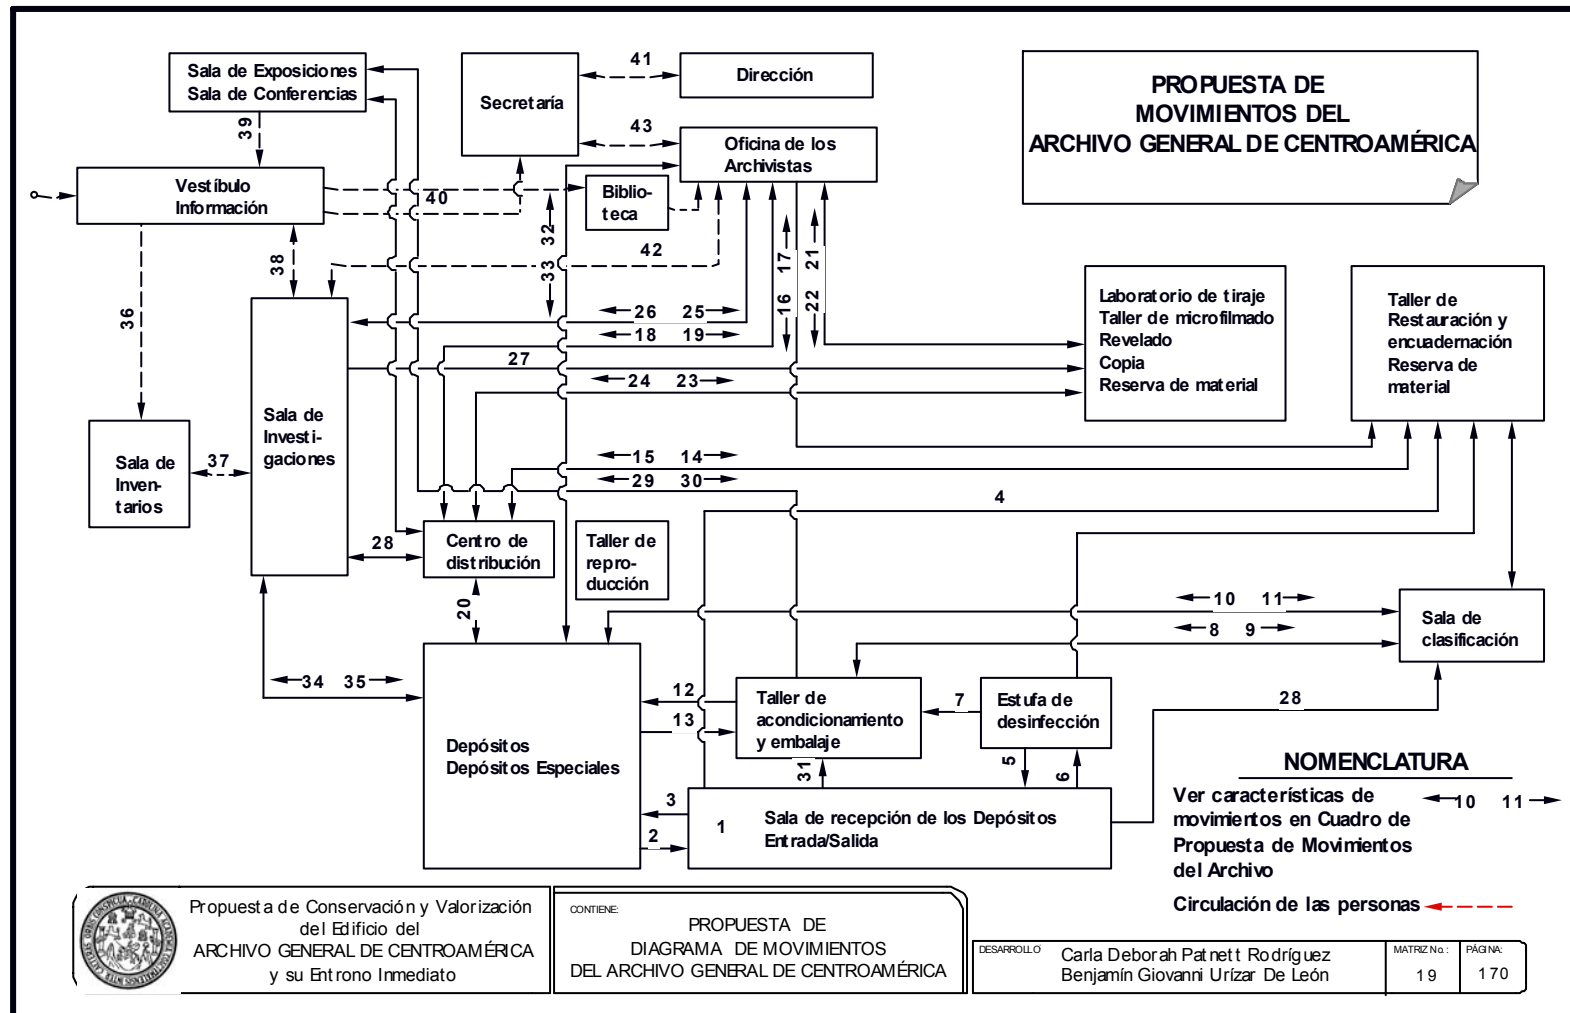 Sala de Exposiciones
Sala de Conferencias
39
Vestíbulo
Información
40
Secretaría
41
Dirección
43
Oficina de los
Archivistas
Biblio-
teca
PROPUESTA DE
MOVIMIENTOS DEL
ARCHIVO GENERAL DE CENTROAMÉRICA
32
33
42
38
36
17
21
16
22
26 25
18 19
27
24 23
Laboratorio de tiraje
Taller de microfilmado
Revelado
Copia
Reserva de material
Taller de
Restauración y
encuadernación
Reserva de
material
Sala de
Investi-
gaciones
Sala de
Inven-
tarios
37
15 14
29 30
4
28
Centro de
distribución
Taller de
repro-
ducción
20
10 11
8 9
Sala de
clasificación
34 35
12
13
Taller de
acondicionamiento
y embalaje
7
Estufa de
desinfección
28
Depósitos
Depósitos Especiales
31
5
6
3
2
1
Sala de recepción de los Depósitos
Entrada/Salida
NOMENCLATURA
Ver características de
movimientos en Cuadro de
Propuesta de Movimientos
del Archivo
10 11
Circulación de las personas
Propuesta de Conservación y Valorización
del Edificio del
ARCHIVO GENERAL DE CENTROAMÉRICA
y su Entrono Inmediato
CONTIENE:
PROPUESTA DE
DIAGRAMA DE MOVIMIENTOS
DEL ARCHIVO GENERAL DE CENTROAMÉRICA
DESARROLLO
Carla Deborah Patnett Rodríguez
Benjamín Giovanni Urízar De León
MATRIZ No.:
19
PÁGINA:
170